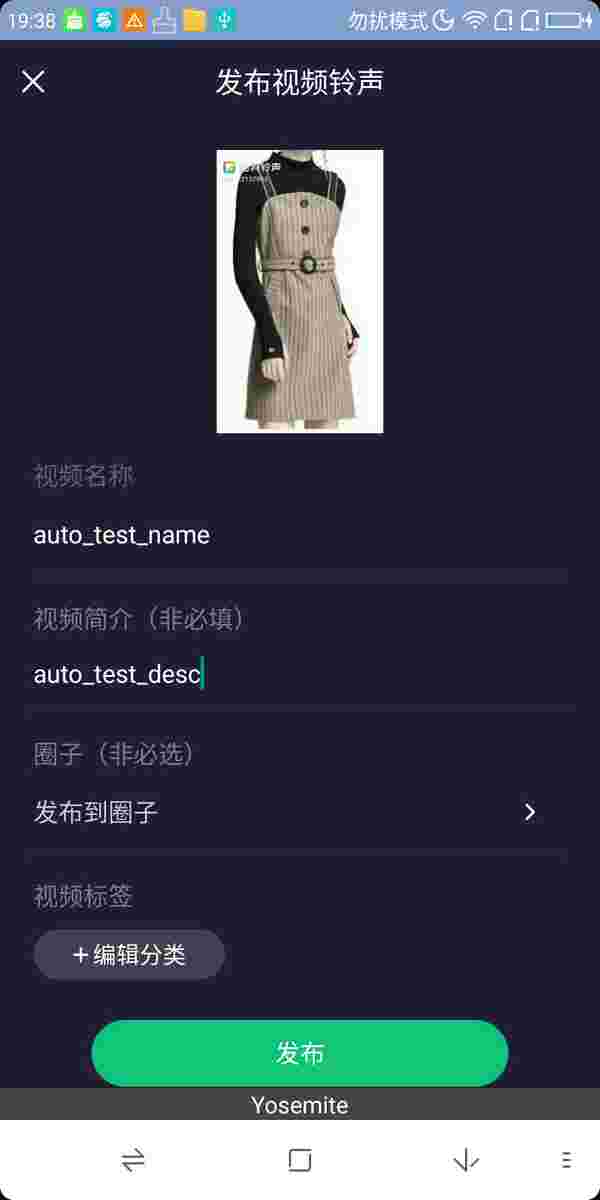 19:38
勿扰模式
发布视频铃声
视频名称
auto_test_name
视频简介（非必填）
auto_test_desc
圈子（非必选）
发布到圈子
视频标签
+编辑分类
发布
Yosemite